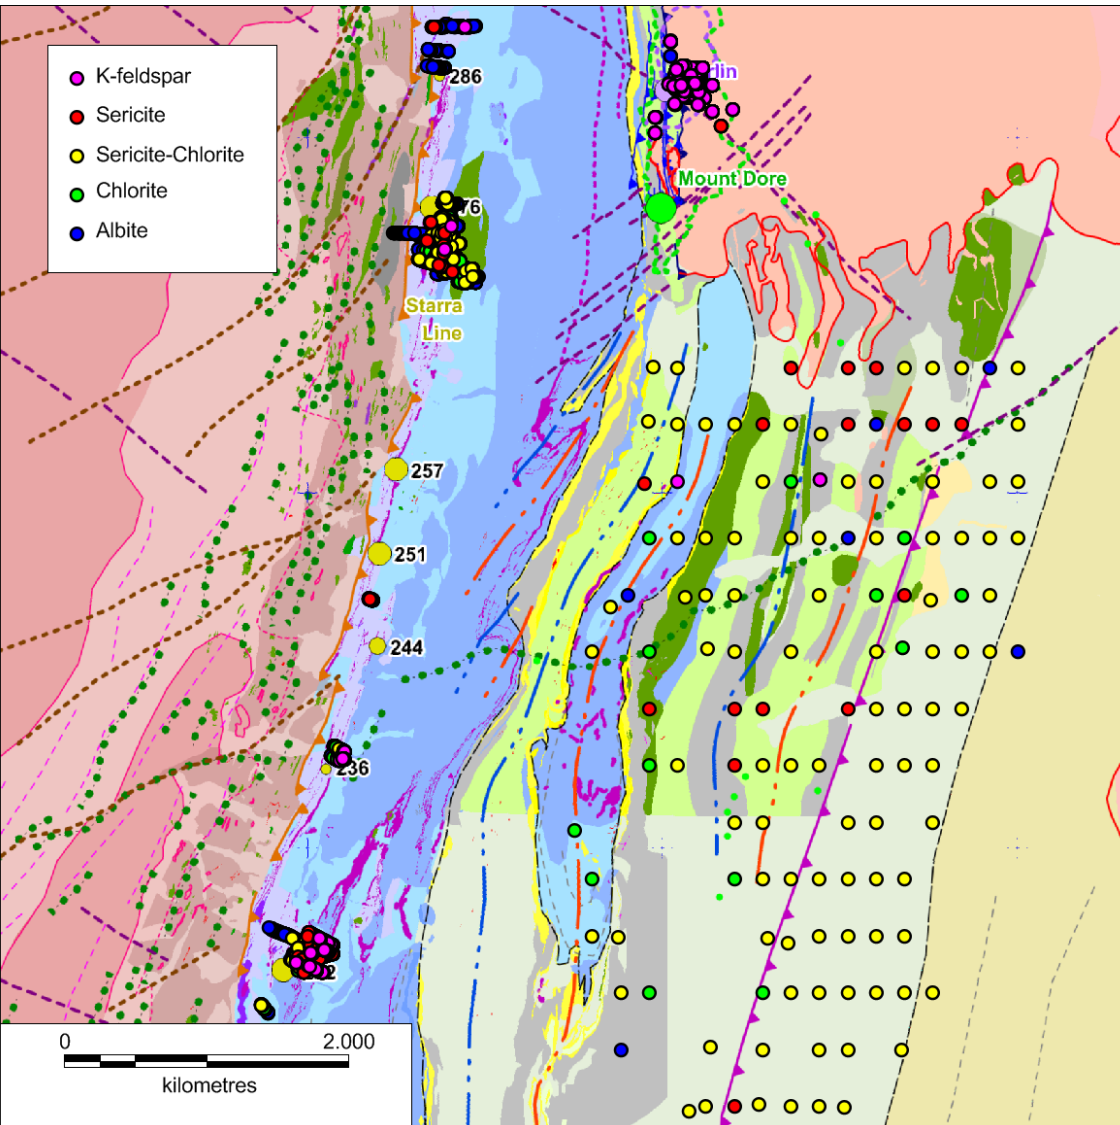 K-feldspar
Sericite
Sericite-Chlorite
Chlorite
Albite
286
lin
Mount Dore
76
Starra
Line
257
251
244
236
0
2.000
kilometres